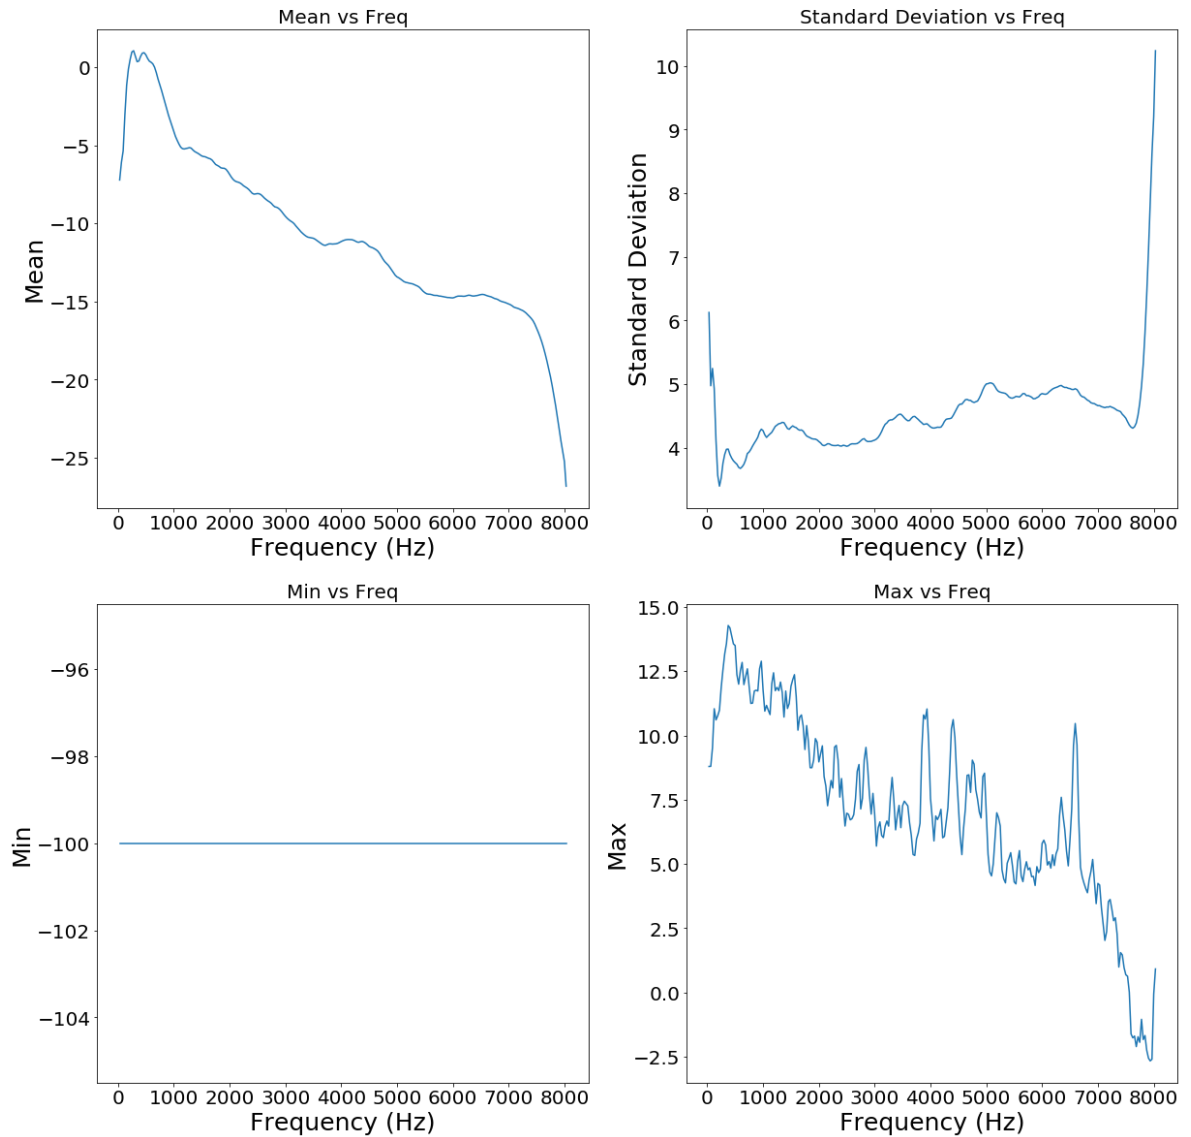 Mean vs Freq
Mean
0
−5
−10
−15
−20
−25
0 1000 2000 3000 4000 5000 6000 7000 8000
Frequency (Hz)
Standard Deviation vs Freq
Standard Deviation
10
9
8
7
6
5
4
0 1000 2000 3000 4000 5000 6000 7000 8000
Frequency (Hz)
Min vs Freq
Min
−96
−98
−100
−102
−104
0 1000 2000 3000 4000 5000 6000 7000 8000
Frequency (Hz)
Max vs Freq
Max
15.0
12.5
10.0
7.5
5.0
2.5
0.0
−2.5
0 1000 2000 3000 4000 5000 6000 7000 8000
Frequency (Hz)